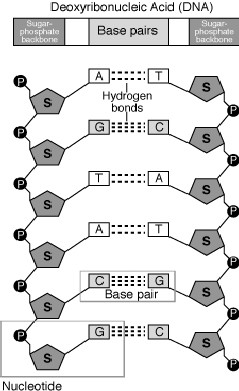 Deoxyribonucleic Acid (DNA)
Sugar- phosphate backbone
Base pairs
Sugar- phosphate backbone
P
A T
S S
Hydrogen bonds
P P
G C
S S
P P
T A
S S
P P
A T
S S
P P
C G
S Base pair S
P P
G C
S S
P
Nucleotide